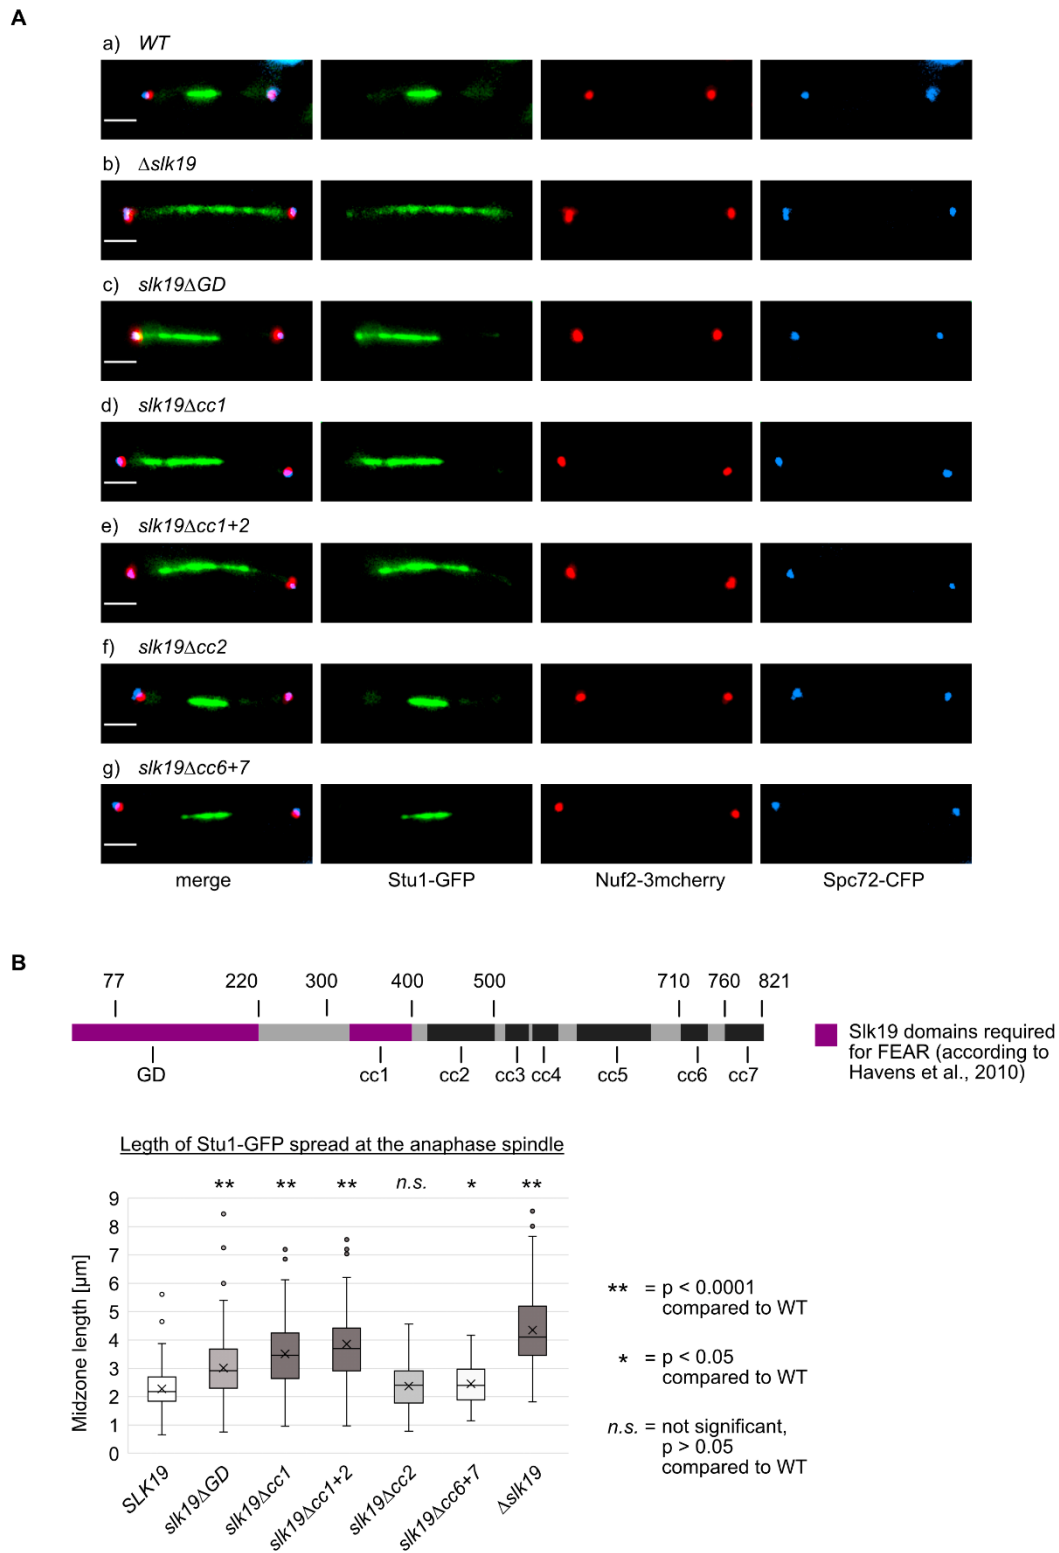 A
a) WT
b) Δslk19
c) slk19ΔGD
d) slk19Δcc1
e) slk19Δcc1+2
f) slk19Δcc2
g) slk19Δcc6+7
merge Stu1-GFP Nuf2-3mcherry Spc72-CFP
B
77 220 300 400 500 710 760 821
GD cc1 cc2 cc3 cc4 cc5 cc6 cc7
Slk19 domains required
for FEAR (according to
Havens et al., 2010)
Legth of Stu1-GFP spread at the anaphase spindle
** ** ** n.s. * **
Midzone length [µm]
9
8
7
6
5
4
3
2
1
0
SLK19
slk19ΔGD
slk19Δcc1
slk19Δcc1+2
slk19Δcc2
slk19Δcc6+7
Δslk19
** = p < 0.0001
compared to WT
* = p < 0.05
compared to WT
n.s. = not significant,
p > 0.05
compared to WT